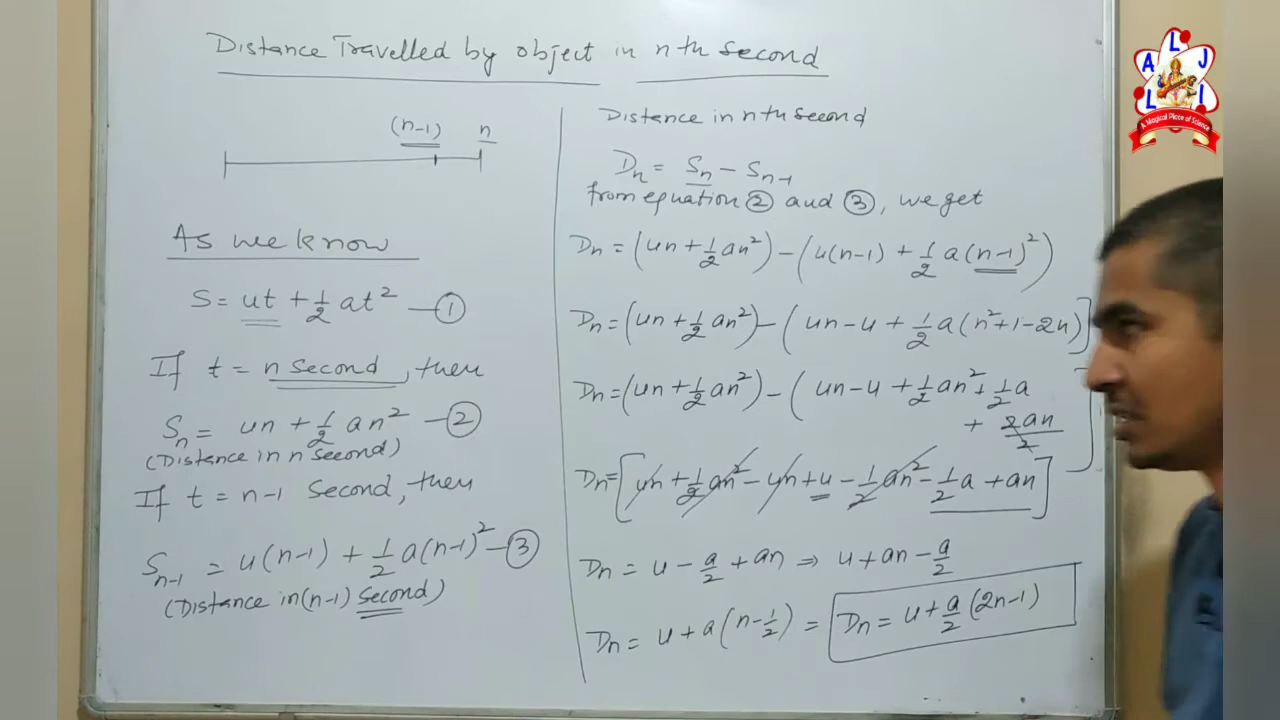 Distance Travelled by object in nth second
(n-1) n
As we know
S = ut + 1/2 at² — ①
If t = n second, then
Sₙ = un + 1/2 an² — ②
(Distance in n second)
If t = n-1 second, then
Sₙ₋₁ = u(n-1) + 1/2 a(n-1)² — ③
(Distance in (n-1) second)
Distance in nth second
Dₙ = Sₙ - Sₙ₋₁
from equation ② and ③, we get
Dₙ = (un + 1/2 an²) - (u(n-1) + 1/2 a(n-1)²)
Dₙ = (un + 1/2 an²) - (un - u + 1/2 a(n² + 1 - 2n)]
Dₙ = (un + 1/2 an²) - (un - u + 1/2 an² + 1/2 a
+ 2an/2
Dₙ = [un + 1/2 an² - un + u - 1/2 an² - 1/2 a + an]
Dₙ = u - a/2 + an ⇒ u + an - a/2
Dₙ = u + a(n - 1/2) = Dₙ = u + a/2 (2n-1)
L
A J
L I
A Magical Place of Science